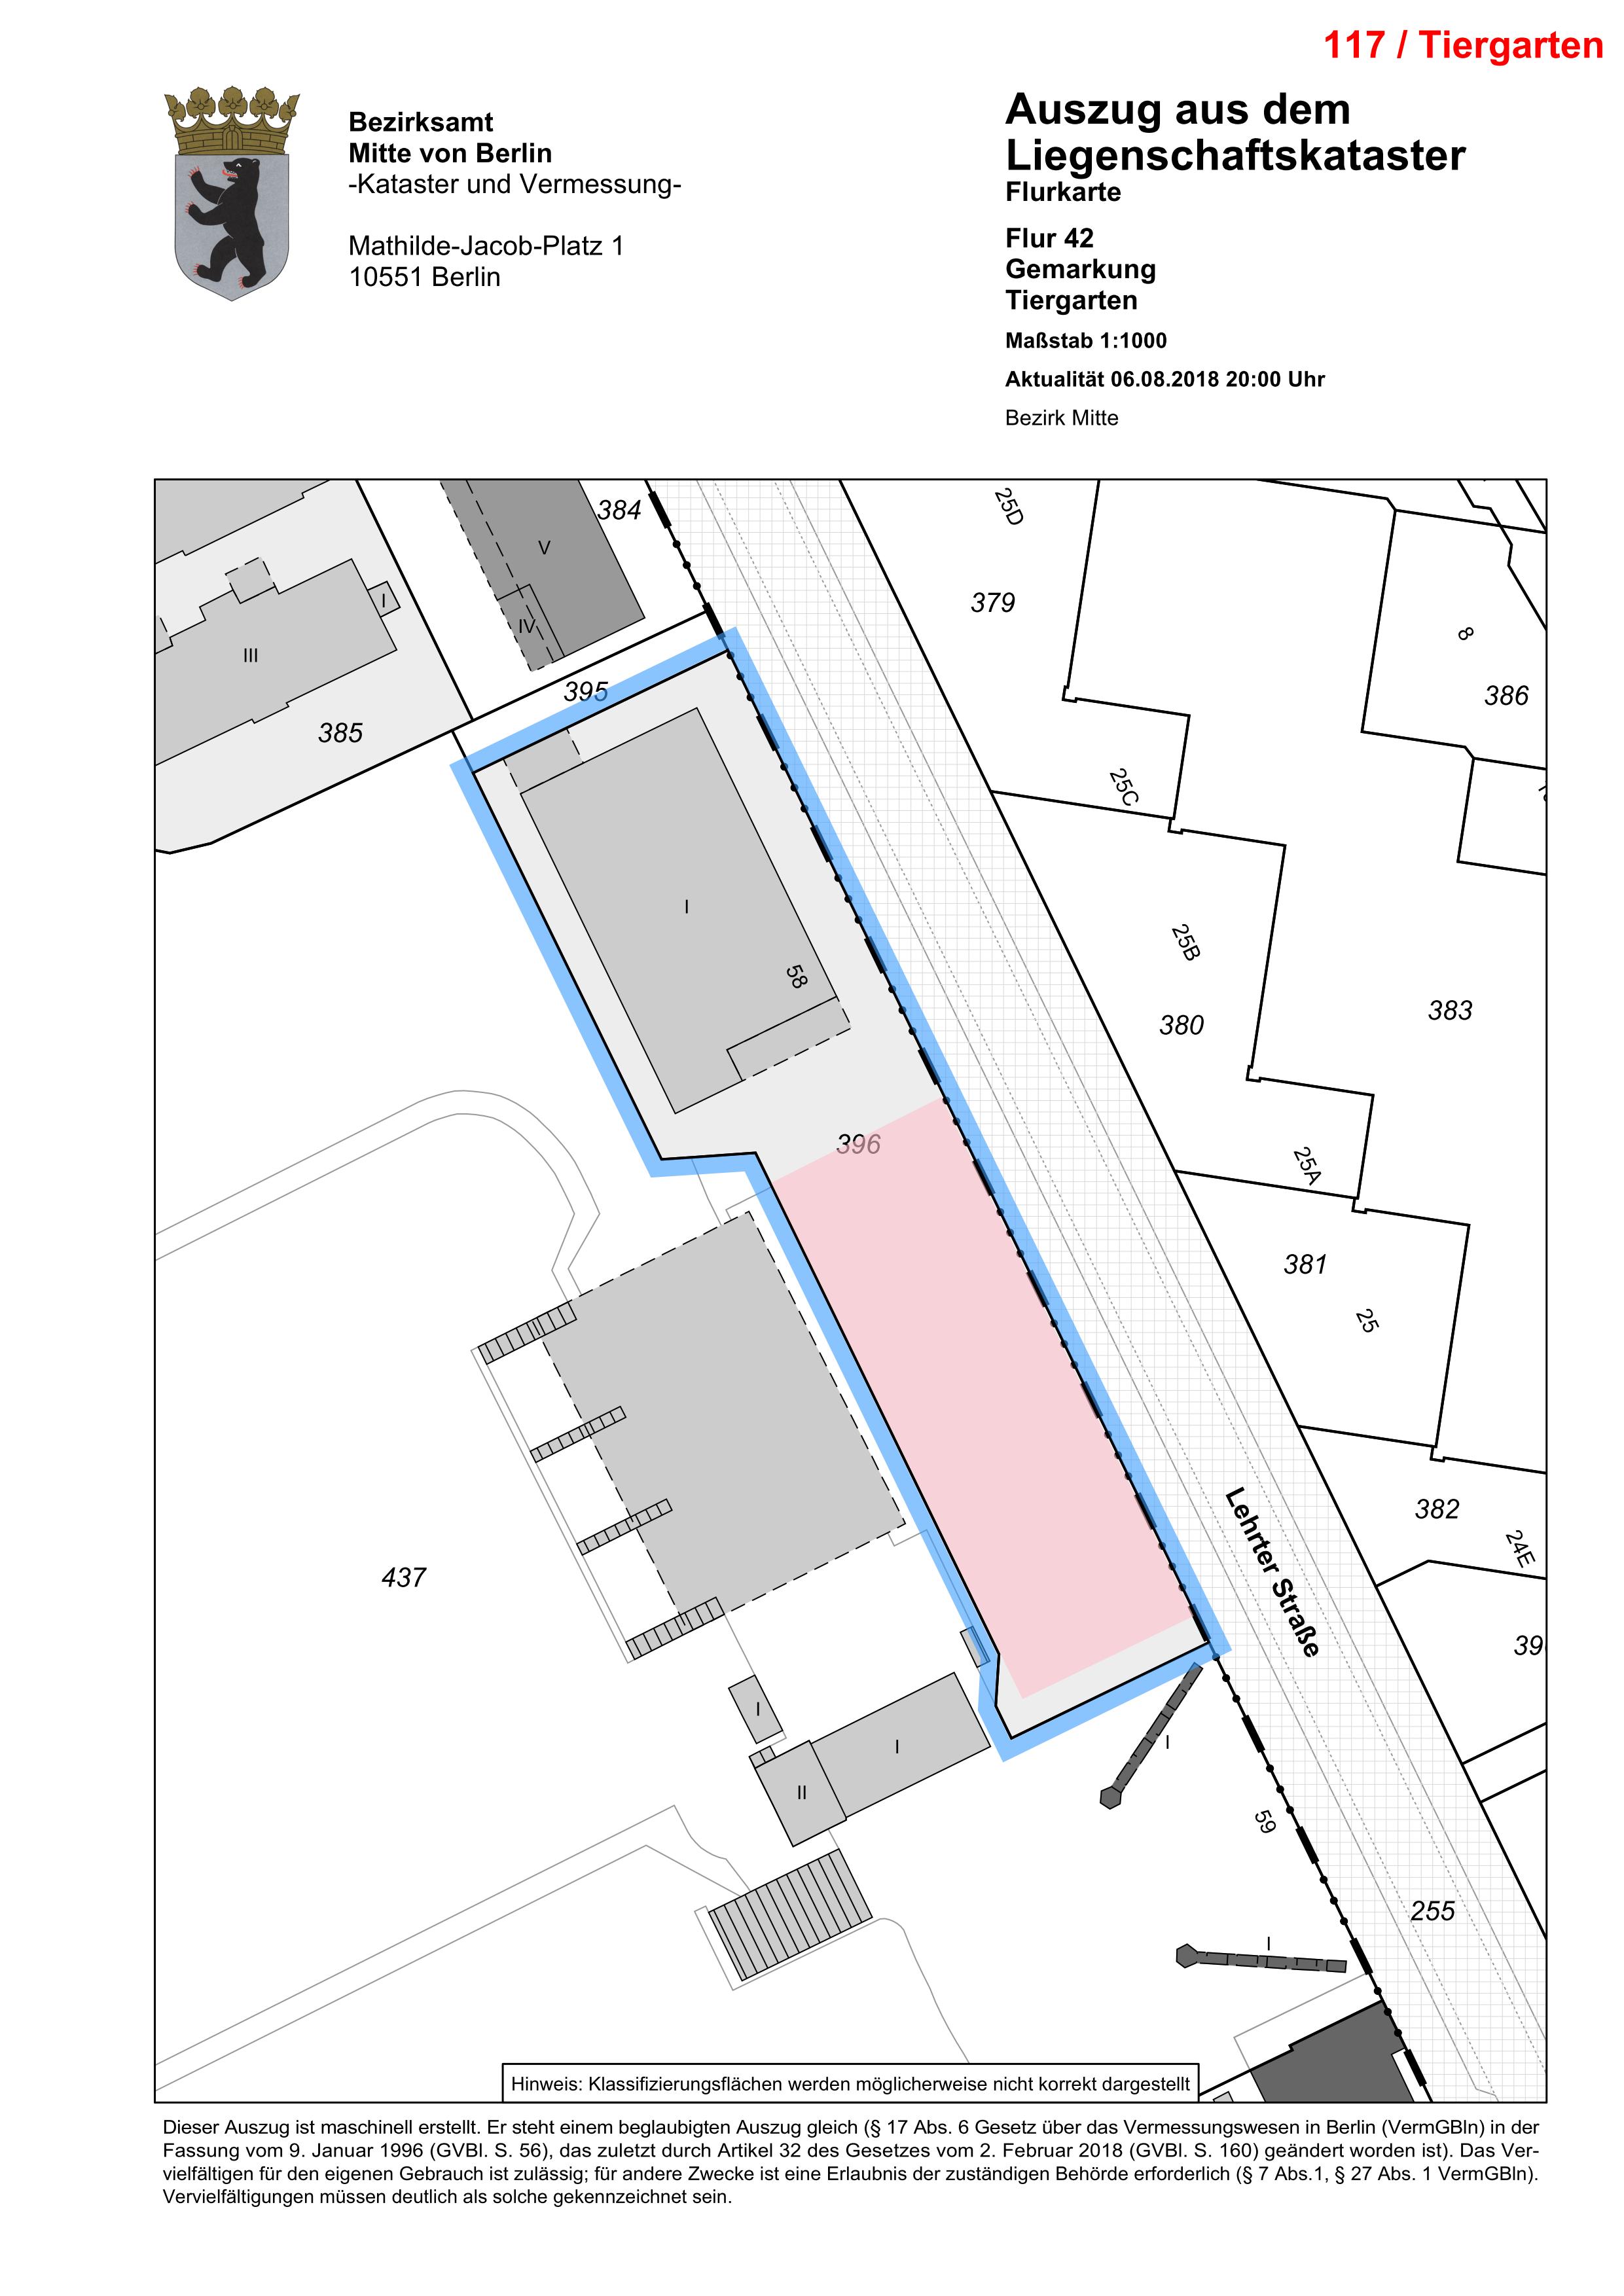 117 / Tiergarten
Bezirksamt
Mitte von Berlin
-Kataster und Vermessung-
Mathilde-Jacob-Platz 1
10551 Berlin
Auszug aus dem
Liegenschaftskataster
Flurkarte
Flur 42
Gemarkung
Tiergarten
Maßstab 1:1000
Aktualität 06.08.2018 20:00 Uhr
Bezirk Mitte
384
25D
V
379
I
IV
8
III
395
386
385
25C
I
25B
58
383
380
396
25A
381
25
437
382
Lehrter Straße
24E
39
I
I
I
II
59
255
I
Hinweis: Klassifizierungsflächen werden möglicherweise nicht korrekt dargestellt
Dieser Auszug ist maschinell erstellt. Er steht einem beglaubigten Auszug gleich (§ 17 Abs. 6 Gesetz über das Vermessungswesen in Berlin (VermGBln) in der
Fassung vom 9. Januar 1996 (GVBl. S. 56), das zuletzt durch Artikel 32 des Gesetzes vom 2. Februar 2018 (GVBl. S. 160) geändert worden ist). Das Ver-
vielfältigen für den eigenen Gebrauch ist zulässig; für andere Zwecke ist eine Erlaubnis der zuständigen Behörde erforderlich (§ 7 Abs.1, § 27 Abs. 1 VermGBln).
Vervielfältigungen müssen deutlich als solche gekennzeichnet sein.